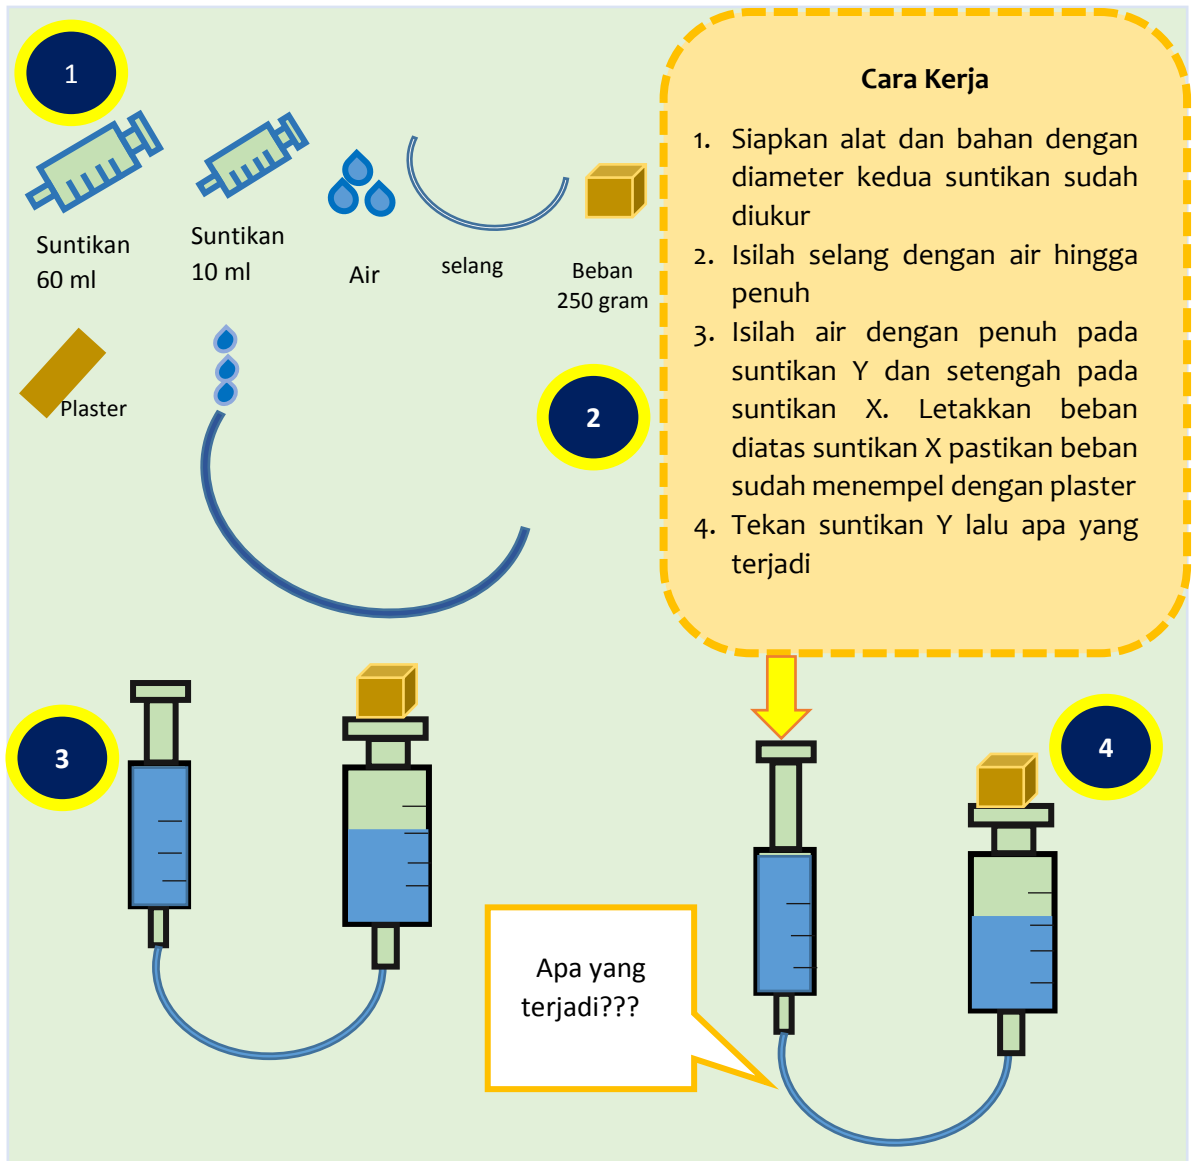 1
Suntikan
60 ml
Suntikan
10 ml
Air
selang
Beban
250 gram
Plaster
2
Cara Kerja
1. Siapkan alat dan bahan dengan
diameter kedua suntikan sudah
diukur
2. Isilah selang dengan air hingga
penuh
3. Isilah air dengan penuh pada
suntikan Y dan setengah pada
suntikan X. Letakkan beban
diatas suntikan X pastikan beban
sudah menempel dengan plaster
4. Tekan suntikan Y lalu apa yang
terjadi
3
4
Apa yang
terjadi???